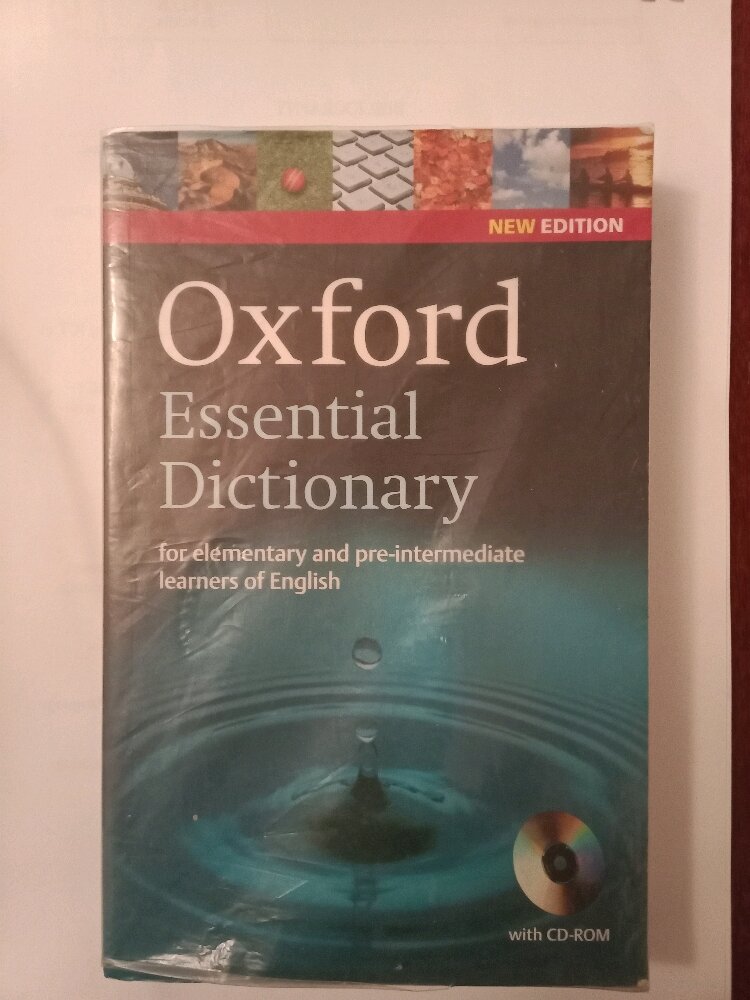 NEW EDITION
Oxford
Essential
Dictionary
for elementary and pre-intermediate
learners of English
with CD-ROM